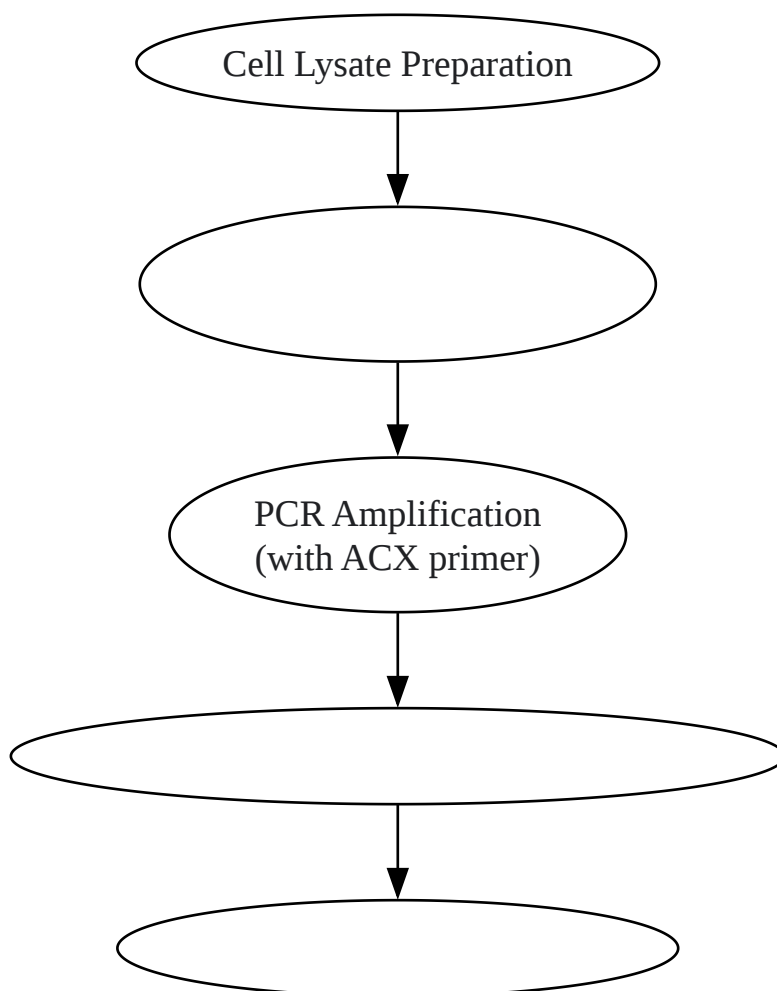 Cell Lysate Preparation
PCR Amplification
(with ACX primer)